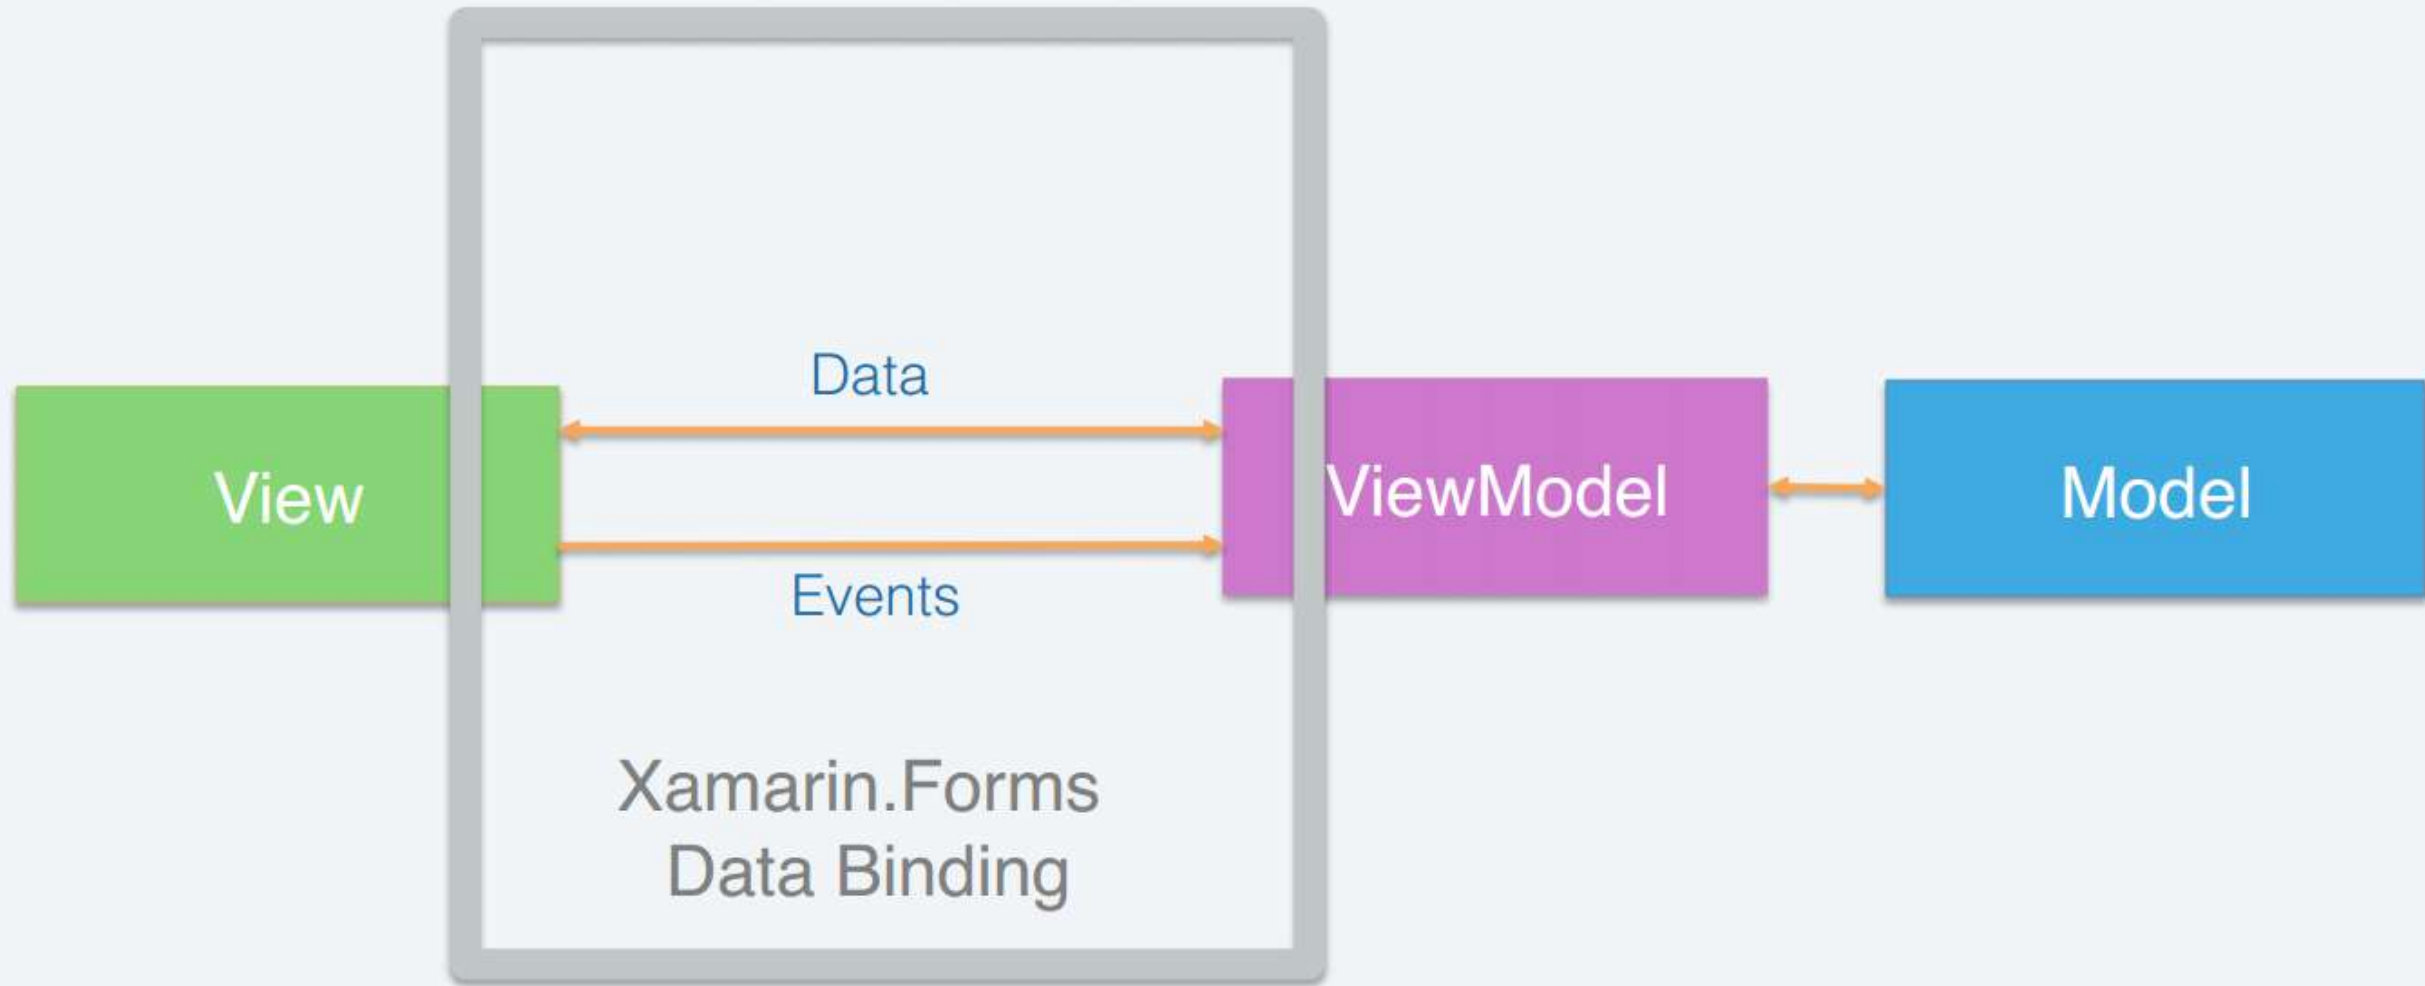 Data
View
ViewModel
Model
Events
Xamarin.Forms
Data Binding